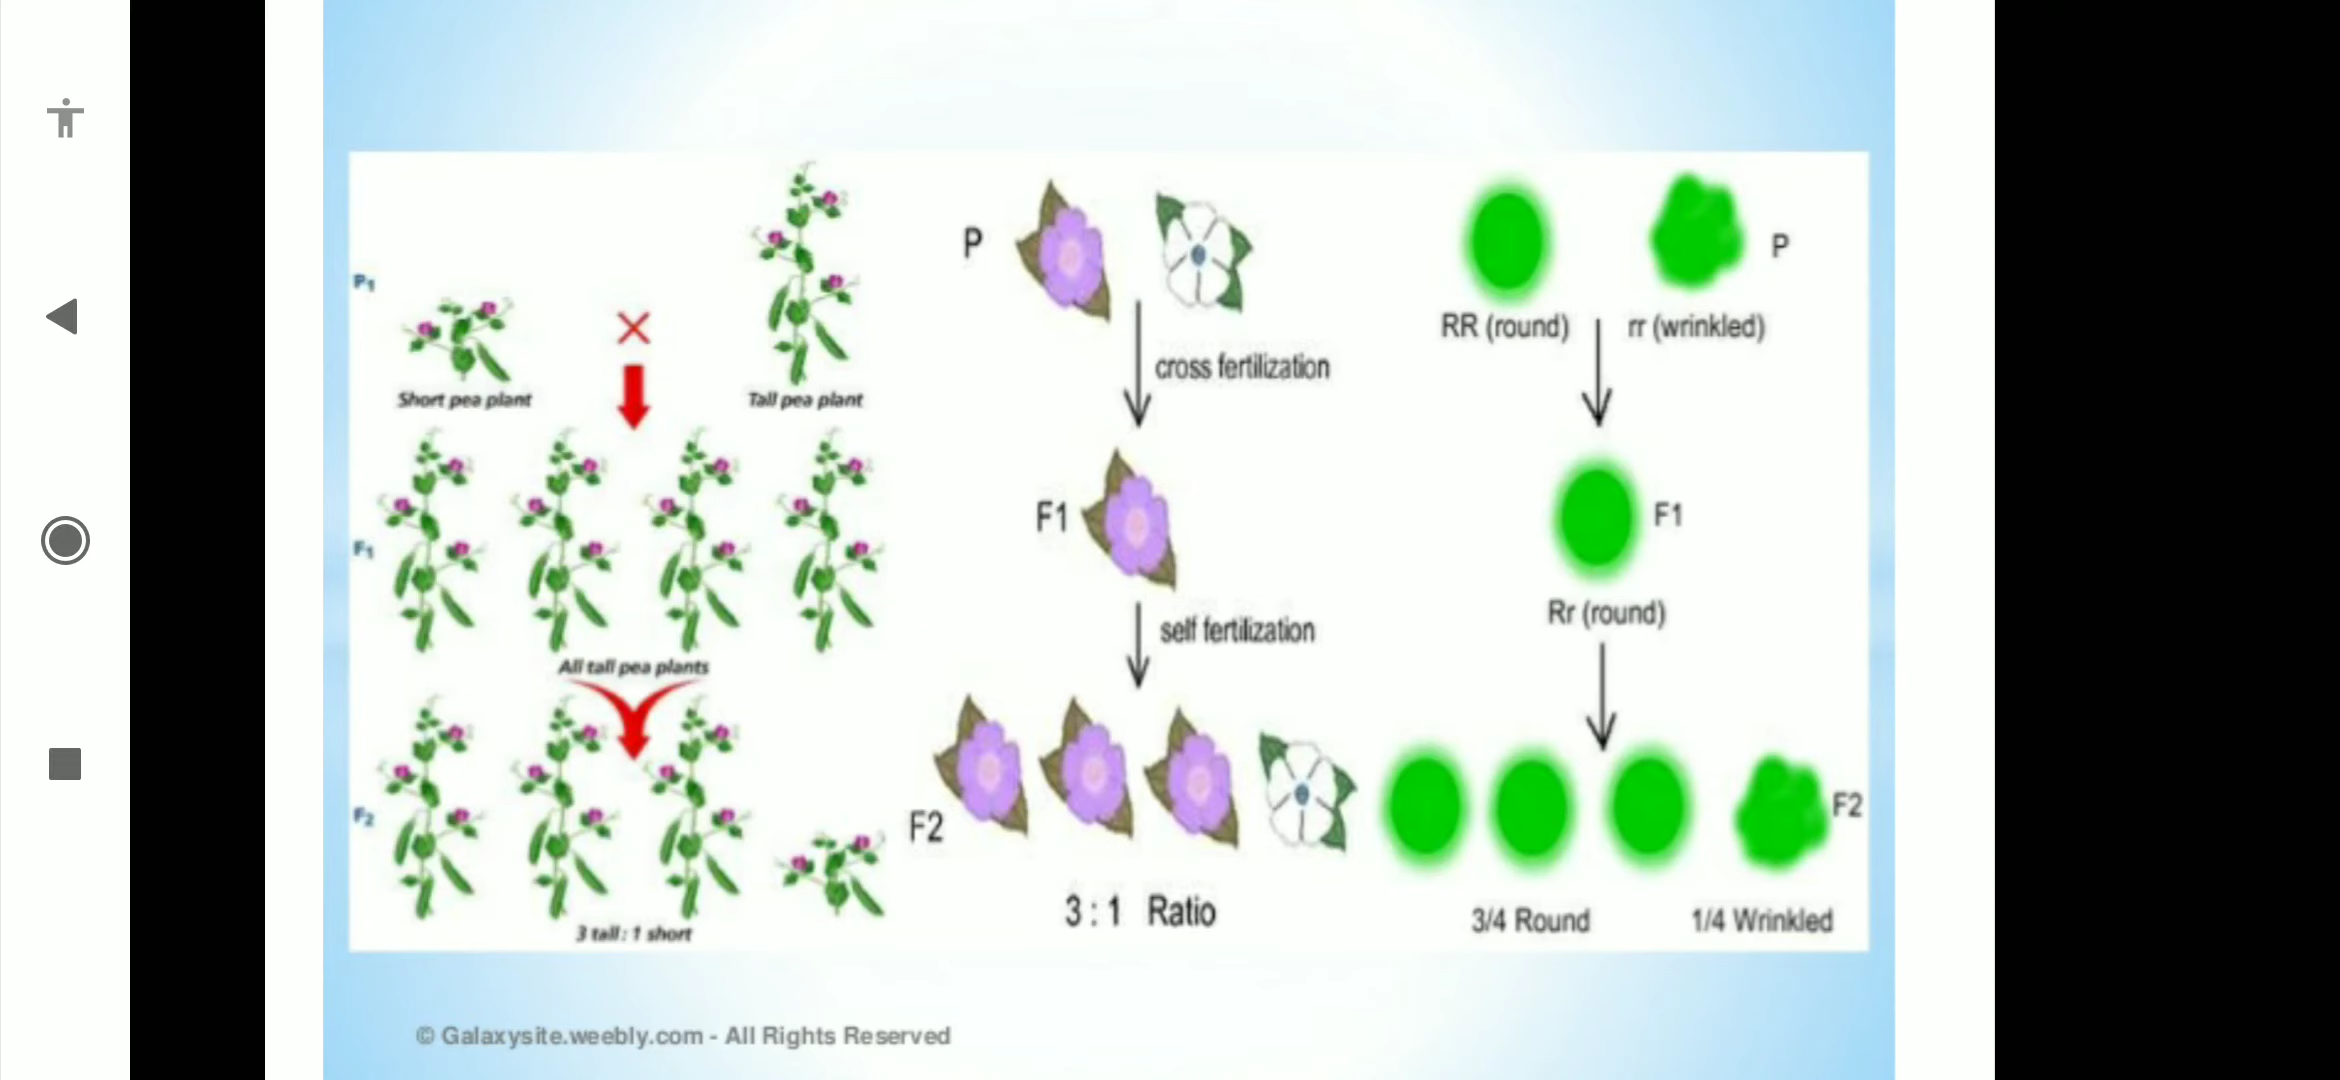 P1
Short pea plant
Tall pea plant
F1
All tall pea plants
F2
3 tall : 1 short
P
cross fertilization
F1
self fertilization
F2
3 : 1 Ratio
P
RR (round)
rr (wrinkled)
F1
Rr (round)
F2
3/4 Round
1/4 Wrinkled
© Galaxysite.weebly.com - All Rights Reserved